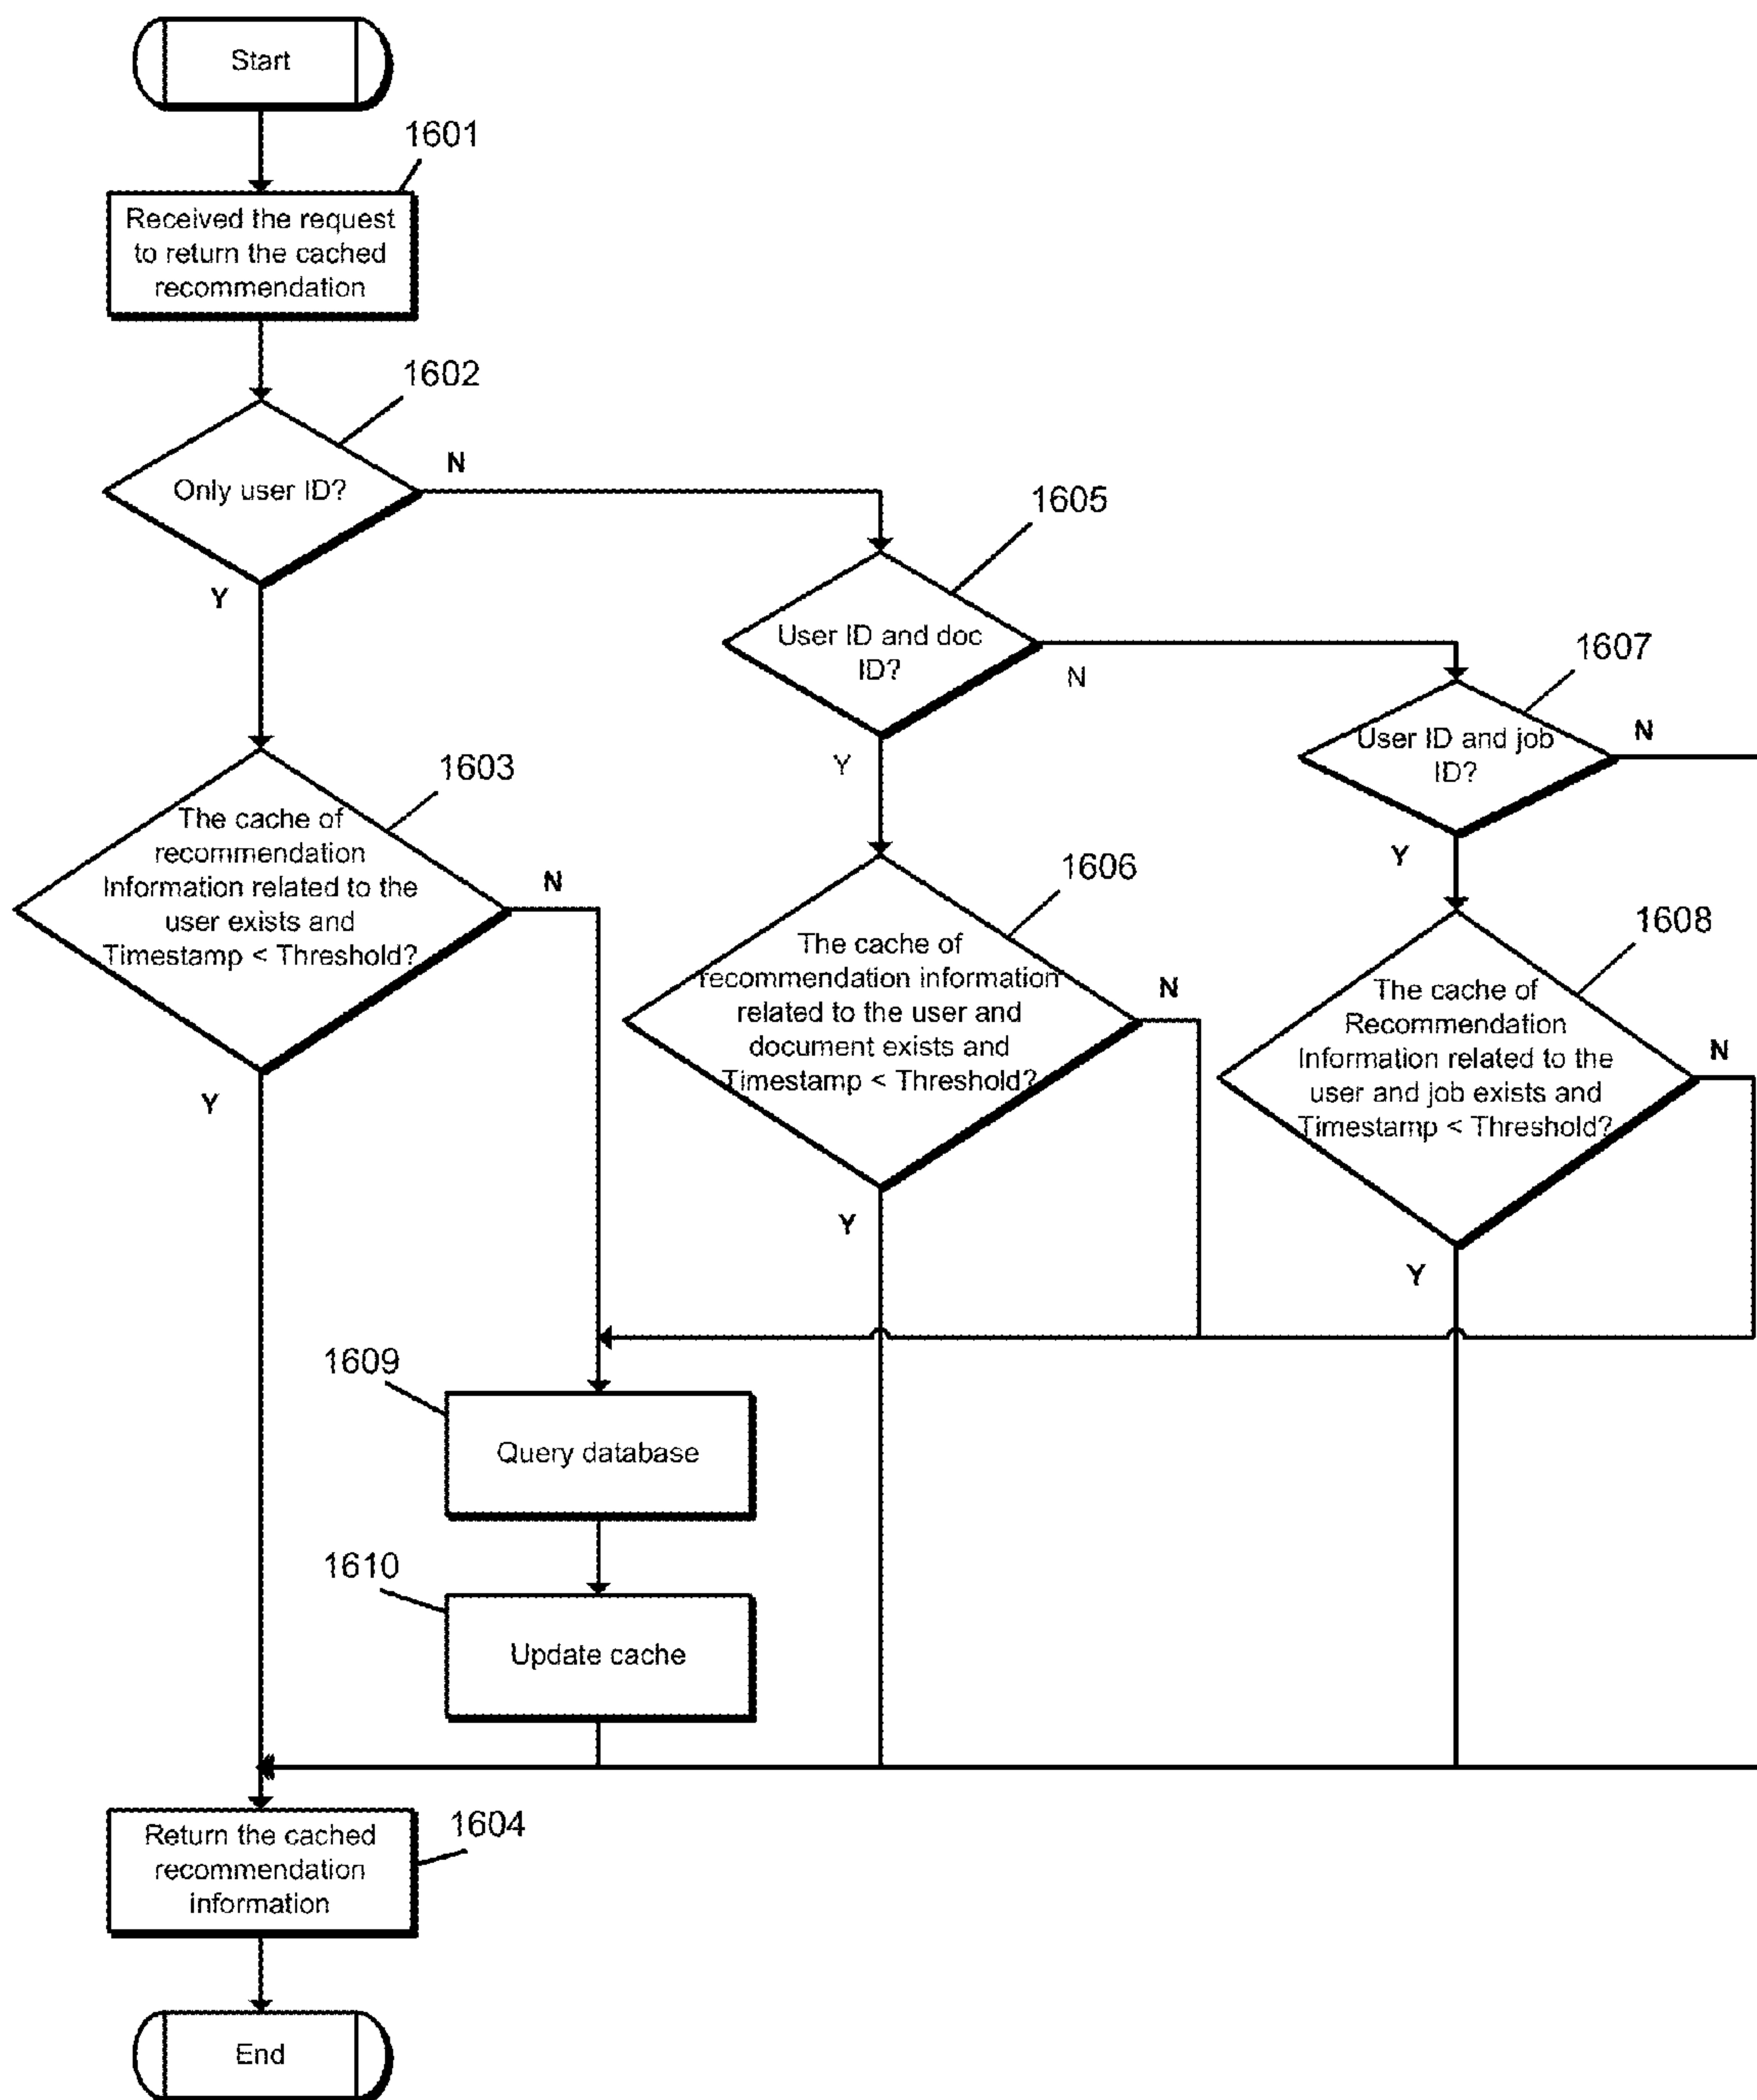 Start
1601
Received the request
to return the cached
recommendation
1602
Only user ID?
N
Y
1605
User ID and doc
ID?
N
Y
1607
User ID and job
ID?
N
Y
1603
The cache of
recommendation
Information related to the
user exists and
Timestamp < Threshold?
N
Y
1606
The cache of
recommendation information
related to the user and
document exists and
Timestamp < Threshold?
N
Y
1608
The cache of
Recommendation
Information related to the
user and job exists and
Timestamp < Threshold?
N
Y
1609
Query database
1610
Update cache
1604
Return the cached
recommendation
information
End